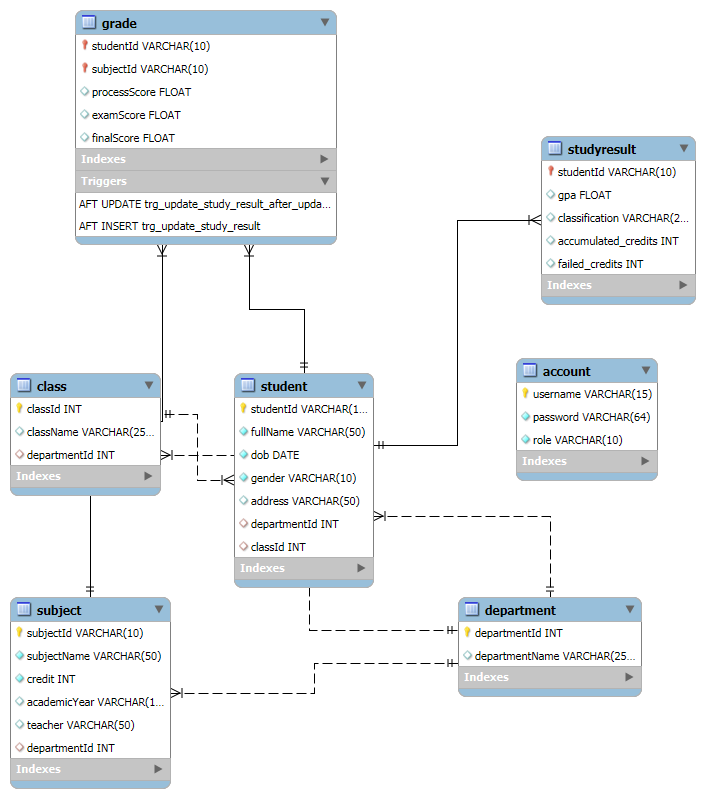 grade
studentId VARCHAR(10)
subjectId VARCHAR(10)
processScore FLOAT
examScore FLOAT
finalScore FLOAT
Indexes
Triggers
AFT UPDATE trg_update_study_result_after_upda...
AFT INSERT trg_update_study_result
studyresult
studentId VARCHAR(10)
gpa FLOAT
classification VARCHAR(2...
accumulated_credits INT
failed_credits INT
Indexes
class
classId INT
className VARCHAR(25...
departmentId INT
Indexes
student
studentId VARCHAR(1...
fullName VARCHAR(50)
dob DATE
gender VARCHAR(10)
address VARCHAR(50)
departmentId INT
classId INT
Indexes
account
username VARCHAR(15)
password VARCHAR(64)
role VARCHAR(10)
Indexes
subject
subjectId VARCHAR(10)
subjectName VARCHAR(50)
credit INT
academicYear VARCHAR(1...
teacher VARCHAR(50)
departmentId INT
Indexes
department
departmentId INT
departmentName VARCHAR(25...
Indexes